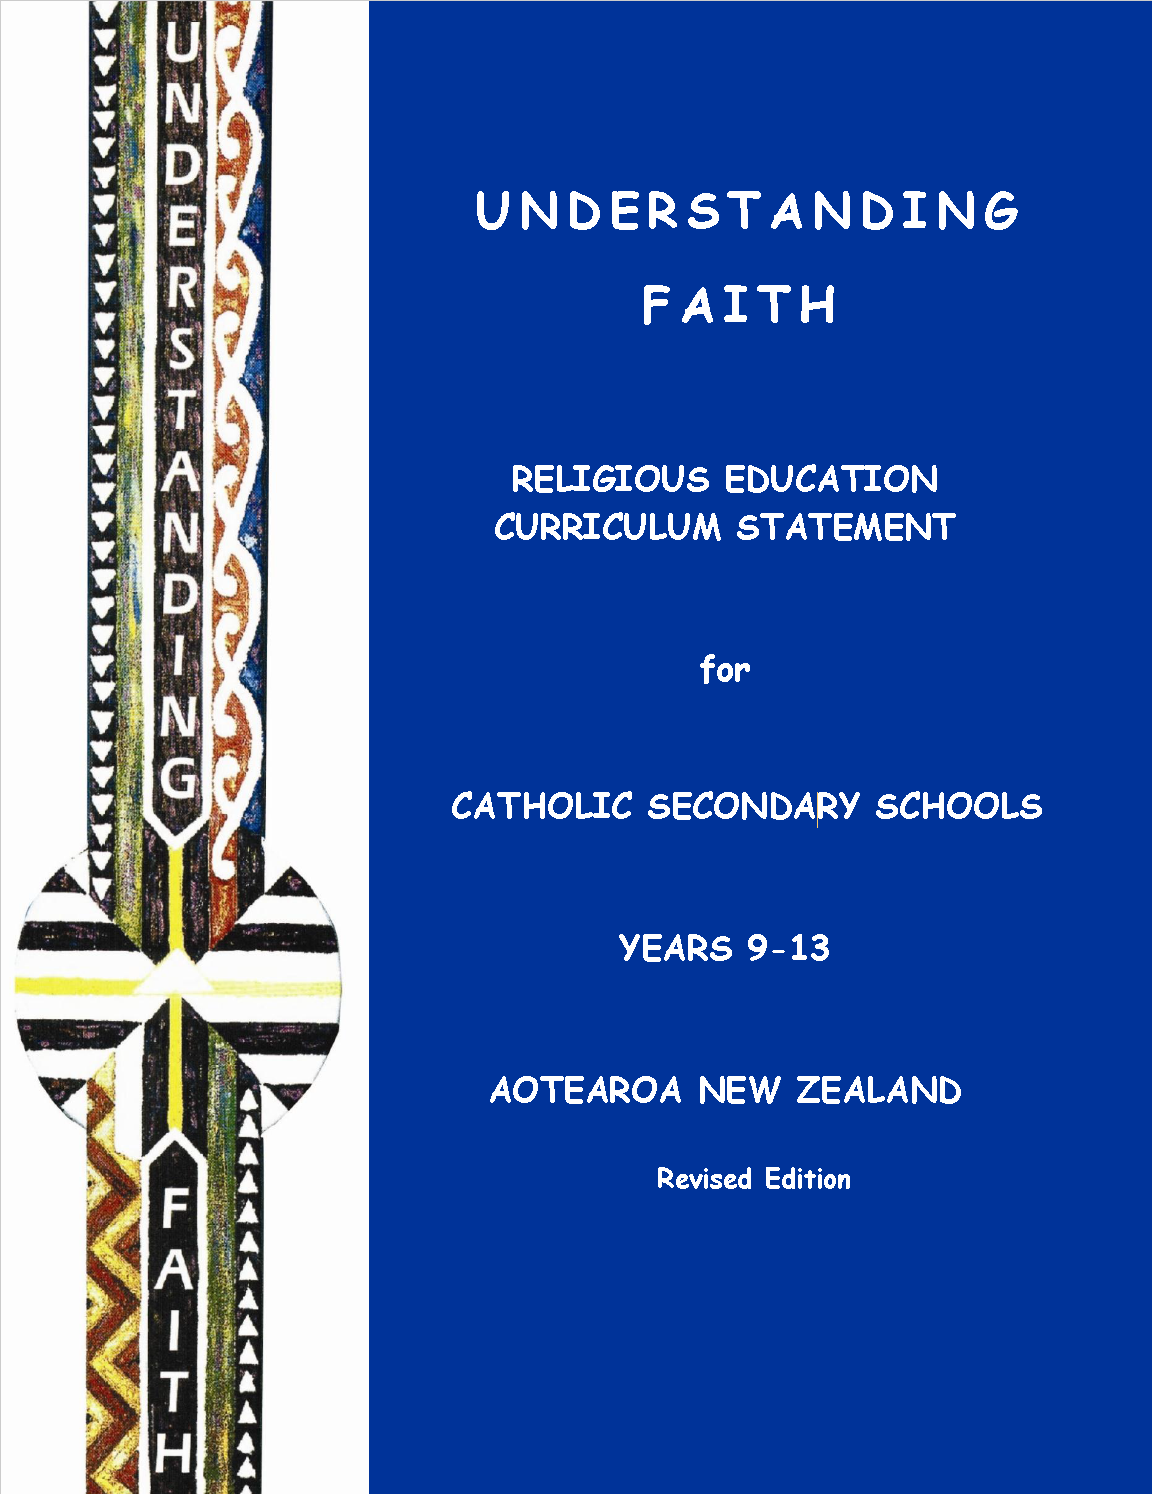 UNDERSTANDING
FAITH
UNDERSTANDING
FAITH
RELIGIOUS EDUCATION
CURRICULUM STATEMENT
for
CATHOLIC SECONDARY SCHOOLS
YEARS 9-13
AOTEAROA NEW ZEALAND
Revised Edition